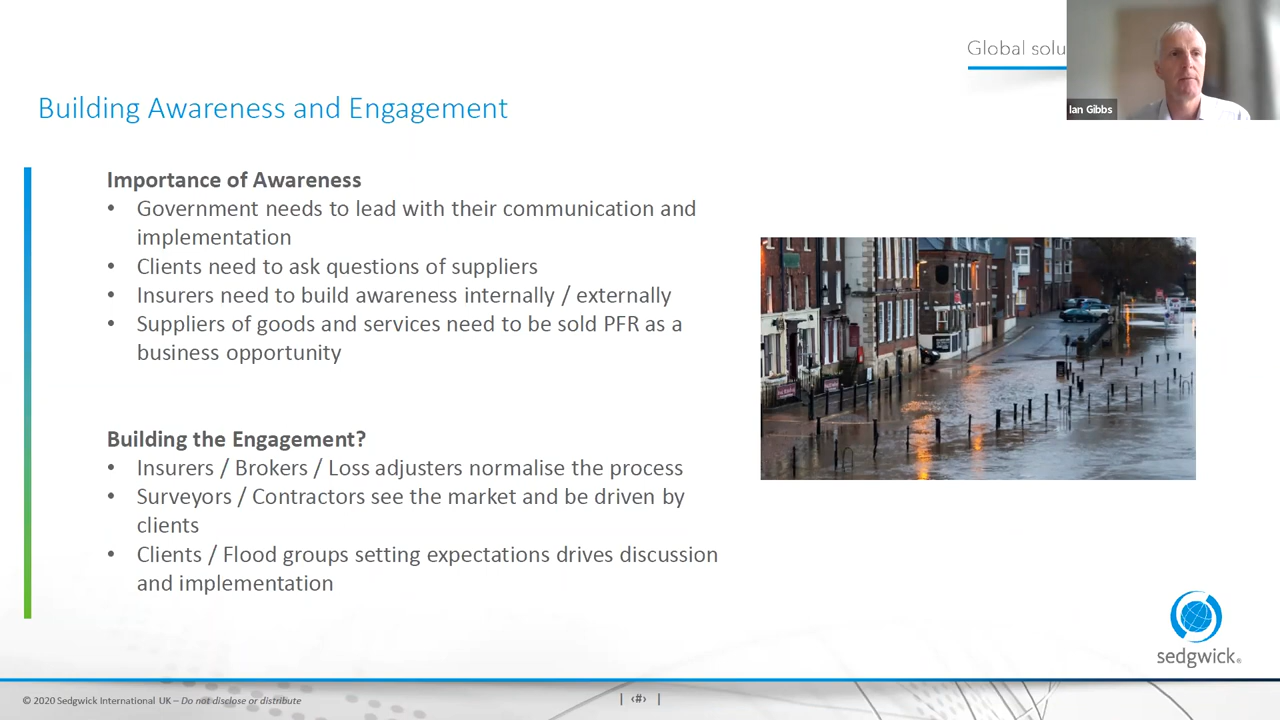 Global solu
Ian Gibbs
Building Awareness and Engagement
Importance of Awareness
• Government needs to lead with their communication and
implementation
• Clients need to ask questions of suppliers
• Insurers need to build awareness internally / externally
• Suppliers of goods and services need to be sold PFR as a
business opportunity
Building the Engagement?
• Insurers / Brokers / Loss adjusters normalise the process
• Surveyors / Contractors see the market and be driven by
clients
• Clients / Flood groups setting expectations drives discussion
and implementation
sedgwick®
© 2020 Sedgwick International UK – Do not disclose or distribute
| ‹#› |